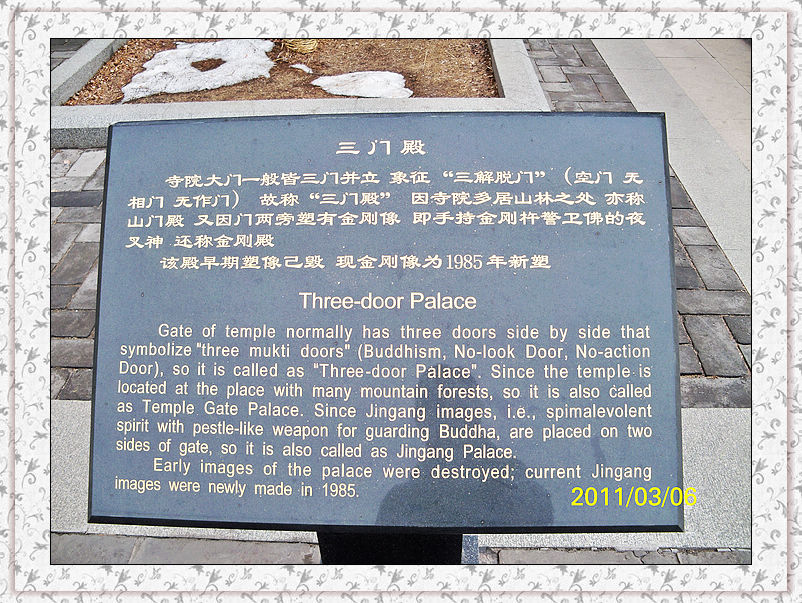 三门殿
寺院大门一般皆三门并立 象征“三解脱门”（空门 无
相门 无作门） 故称“三门殿” 因寺院多居山林之处 亦称
山门殿 又因门两旁塑有金刚像 即手持金刚杵警卫佛的夜
叉神 还称金刚殿
该殿早期塑像已毁 现金刚像为1985年新塑
Three-door Palace
Gate of temple normally has three doors side by side that
symbolize "three mukti doors" (Buddhism, No-look Door, No-action
Door), so it is called as "Three-door Palace". Since the temple is
located at the place with many mountain forests, so it is also called
as Temple Gate Palace. Since Jingang images, i.e., spimalevolent
spirit with pestle-like weapon for guarding Buddha, are placed on two
sides of gate, so it is also called as Jingang Palace.
Early images of the palace were destroyed; current Jingang
images were newly made in 1985.
2011/03/06